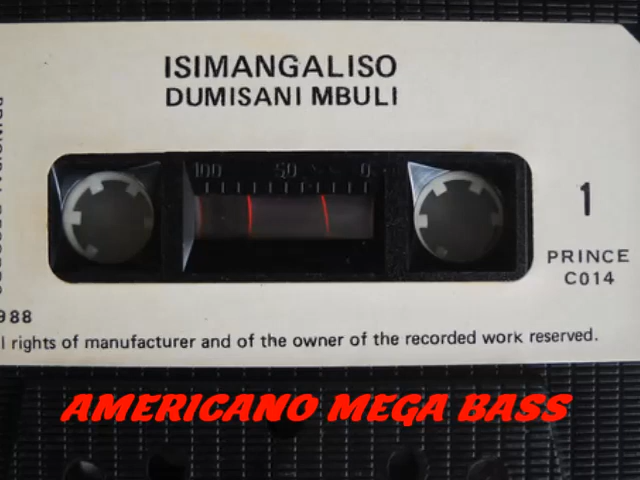 ISIMANGALISO
DUMISANI MBULI
100 50 0
1
PRINCE
C014
988
l rights of manufacturer and of the owner of the recorded work reserved.
AMERICANO MEGA BASS